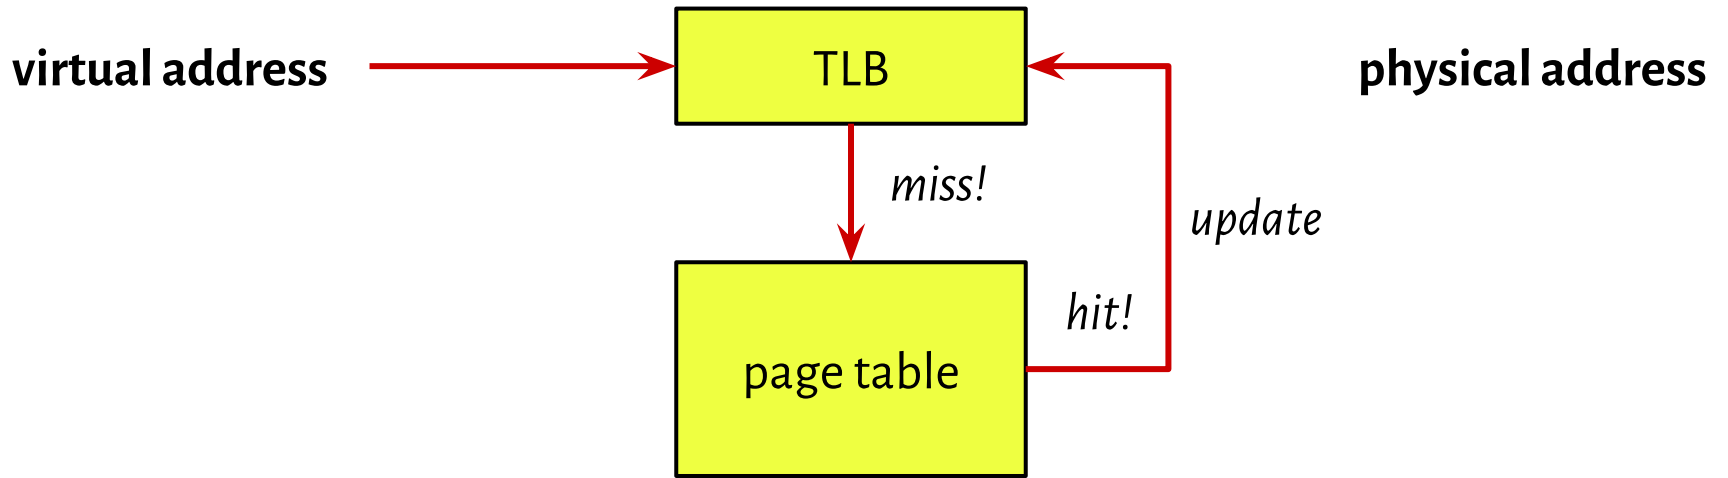 virtual address
TLB
physical address
miss!
update
hit!
page table